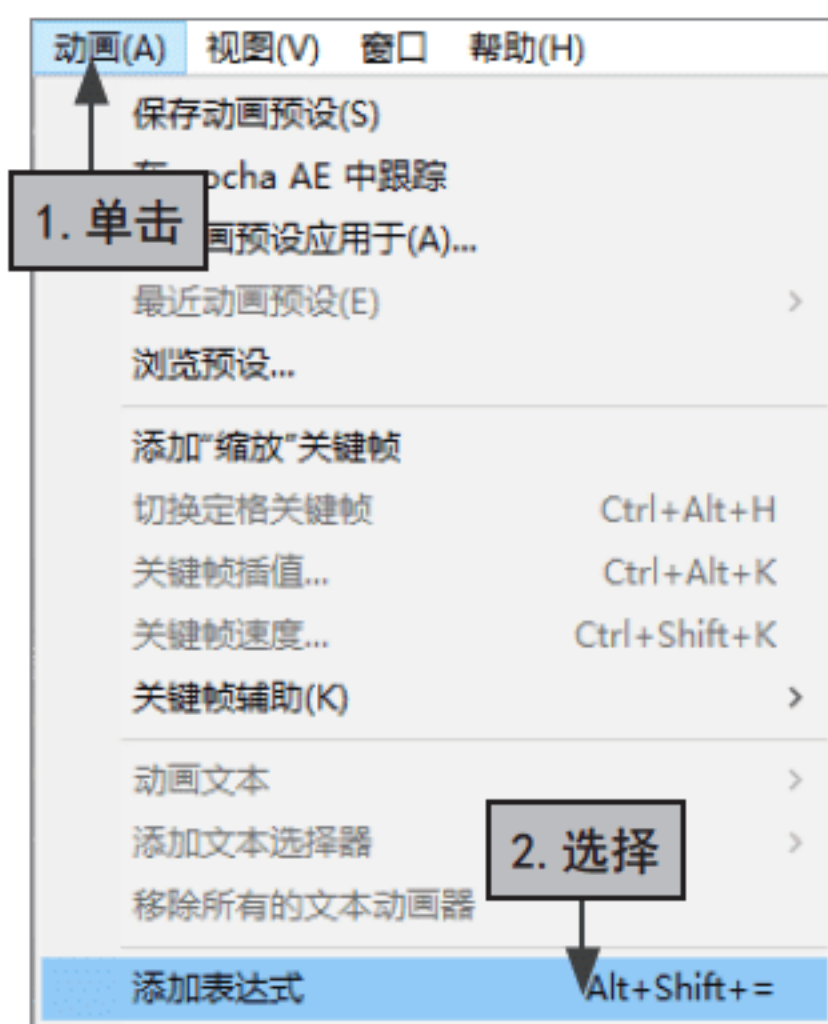 动画(A) 视图(V) 窗口 帮助(H)
保存动画预设(S)
ocha AE 中跟踪
1. 单击
画预设应用于(A)...
最近动画预设(E)
浏览预设...
添加“缩放”关键帧
切换定格关键帧 Ctrl+Alt+H
关键帧插值... Ctrl+Alt+K
关键帧速度... Ctrl+Shift+K
关键帧辅助(K)
动画文本
添加文本选择器
2. 选择
移除所有的文本动画器
添加表达式 Alt+Shift+=